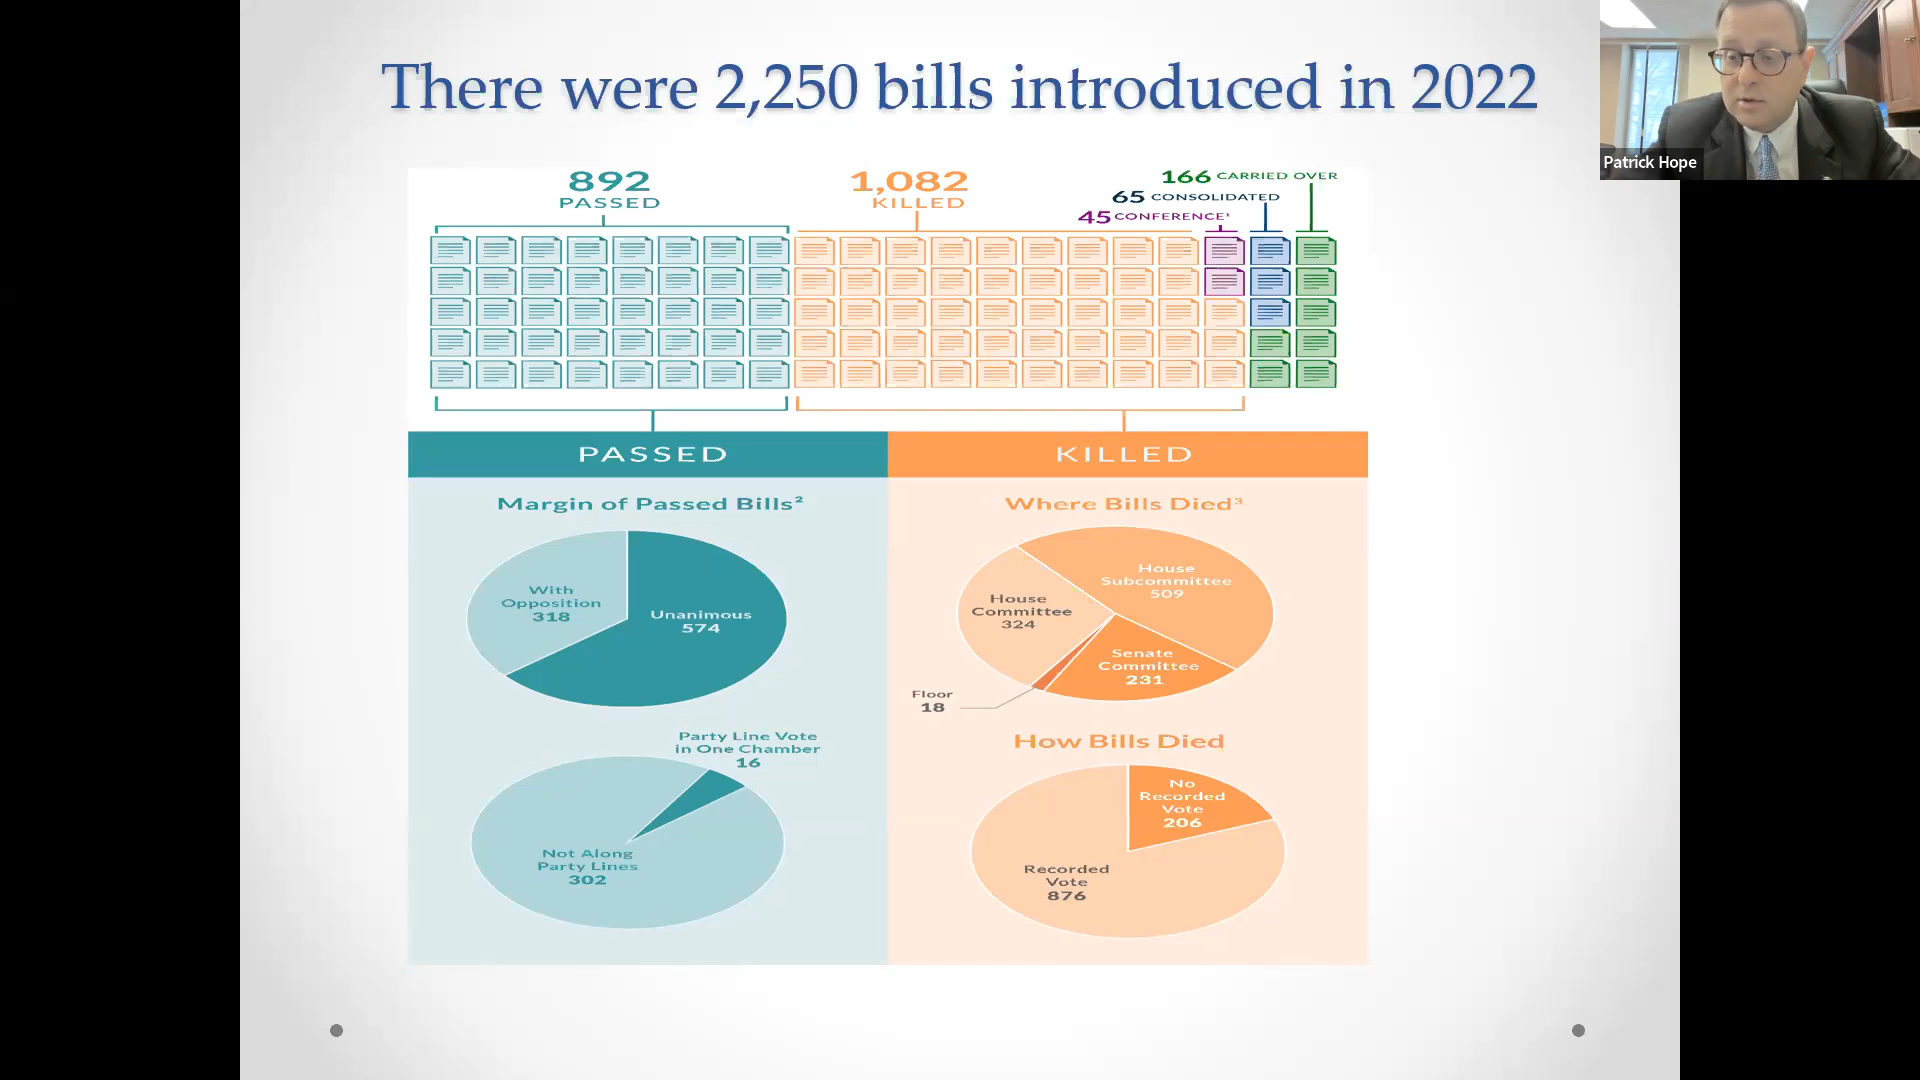 There were 2,250 bills introduced in 2022
Patrick Hope
892
PASSED
1,082
KILLED
166 CARRIED OVER
65 CONSOLIDATED
45 CONFERENCE¹
PASSED
KILLED
Margin of Passed Bills²
With
Opposition
318
Unanimous
574
Party Line Vote
in One Chamber
16
Not Along
Party Lines
302
Where Bills Died³
House
Subcommittee
509
House
Committee
324
Senate
Committee
231
Floor
18
How Bills Died
No
Recorded
Vote
206
Recorded
Vote
876